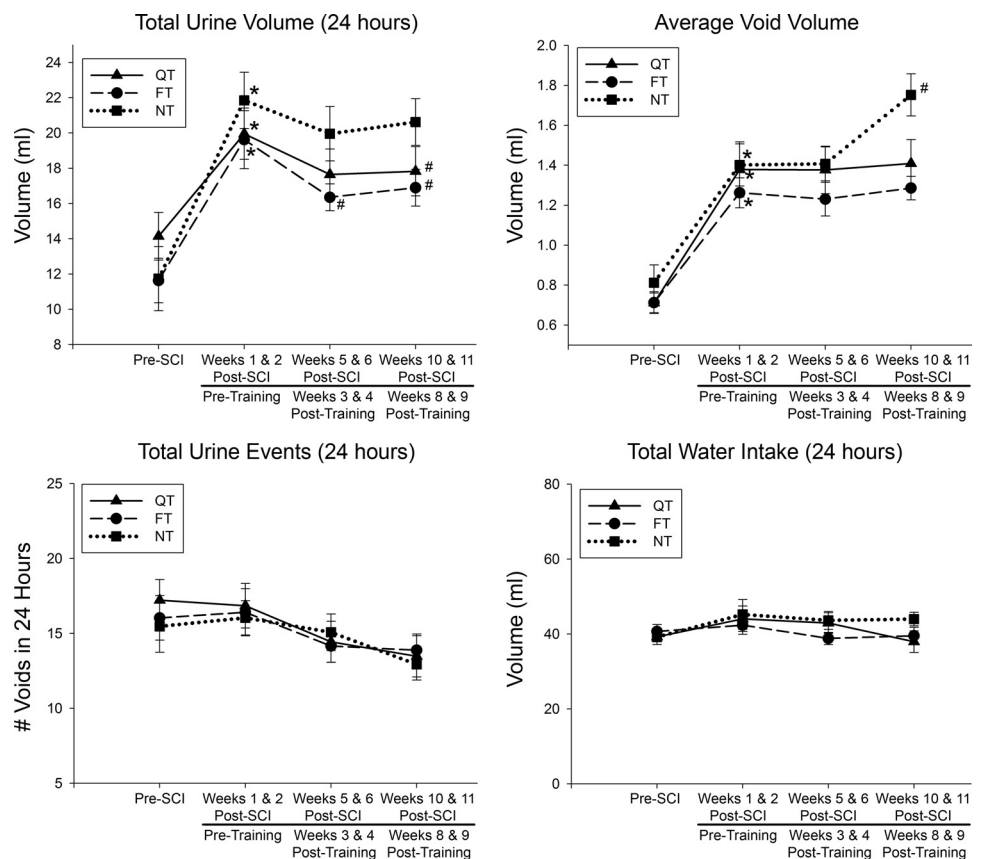 Total Urine Volume (24 hours)
24
22
20
18
16
14
12
10
8
Volume (ml)
QT
FT
NT
*
*
*
#
#
#
Pre-SCI
Weeks 1 & 2
Post-SCI
Pre-Training
Weeks 5 & 6
Post-SCI
Weeks 3 & 4
Post-Training
Weeks 10 & 11
Post-SCI
Weeks 8 & 9
Post-Training
Average Void Volume
2.0
1.8
1.6
1.4
1.2
1.0
0.8
0.6
Volume (ml)
QT
FT
NT
*
*
*
#
Pre-SCI
Weeks 1 & 2
Post-SCI
Pre-Training
Weeks 5 & 6
Post-SCI
Weeks 3 & 4
Post-Training
Weeks 10 & 11
Post-SCI
Weeks 8 & 9
Post-Training
Total Urine Events (24 hours)
25
20
15
10
5
# Voids in 24 Hours
QT
FT
NT
Pre-SCI
Weeks 1 & 2
Post-SCI
Pre-Training
Weeks 5 & 6
Post-SCI
Weeks 3 & 4
Post-Training
Weeks 10 & 11
Post-SCI
Weeks 8 & 9
Post-Training
Total Water Intake (24 hours)
80
60
40
20
0
Volume (ml)
QT
FT
NT
Pre-SCI
Weeks 1 & 2
Post-SCI
Pre-Training
Weeks 5 & 6
Post-SCI
Weeks 3 & 4
Post-Training
Weeks 10 & 11
Post-SCI
Weeks 8 & 9
Post-Training